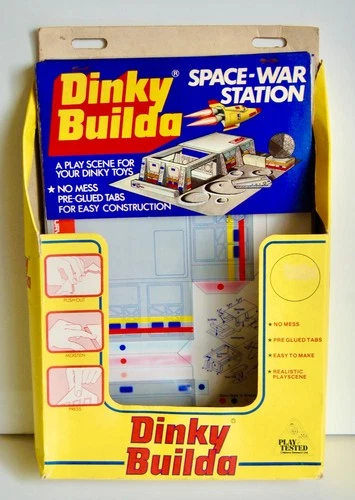 Dinky®
Builda
SPACE-WAR
STATION
A PLAY SCENE FOR
YOUR DINKY TOYS
★ NO MESS
PRE-GLUED TABS
FOR EASY CONSTRUCTION
PUSHOUT
MOISTEN
PRESS
★ NO MESS
★ PRE GLUED TABS
★ EASY TO MAKE
★ REALISTIC
PLAYSCENE
PLAY
TESTED
Dinky
Builda